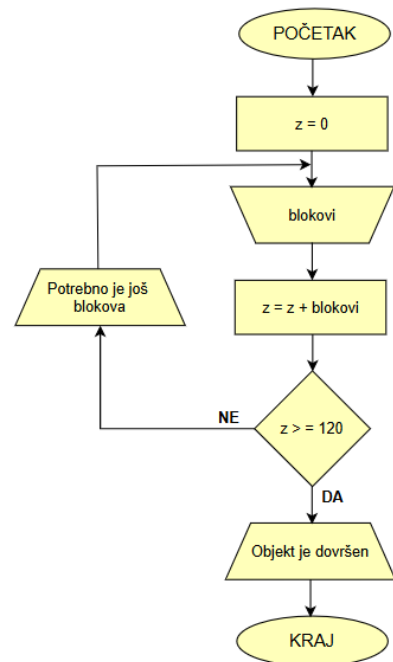 POČETAK
z = 0
blokovi
Potrebno je još
blokova
z = z + blokovi
NE
z > = 120
DA
Objekt je dovršen
KRAJ